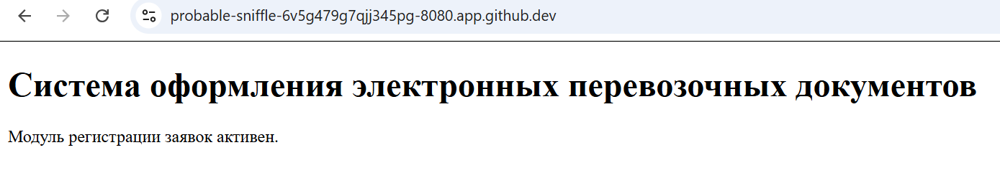 probable-sniffle-6v5g479g7qjj345pg-8080.app.github.dev
Система оформления электронных перевозочных документов
Модуль регистрации заявок активен.